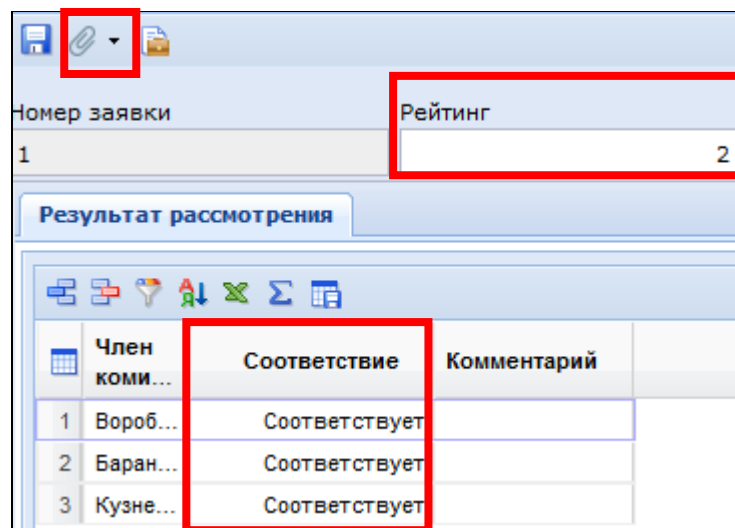 Номер заявки Рейтинг
1 2
Результат рассмотрения
Член коми... Соответствие Комментарий
1 Вороб... Соответствует
2 Баран... Соответствует
3 Кузне... Соответствует